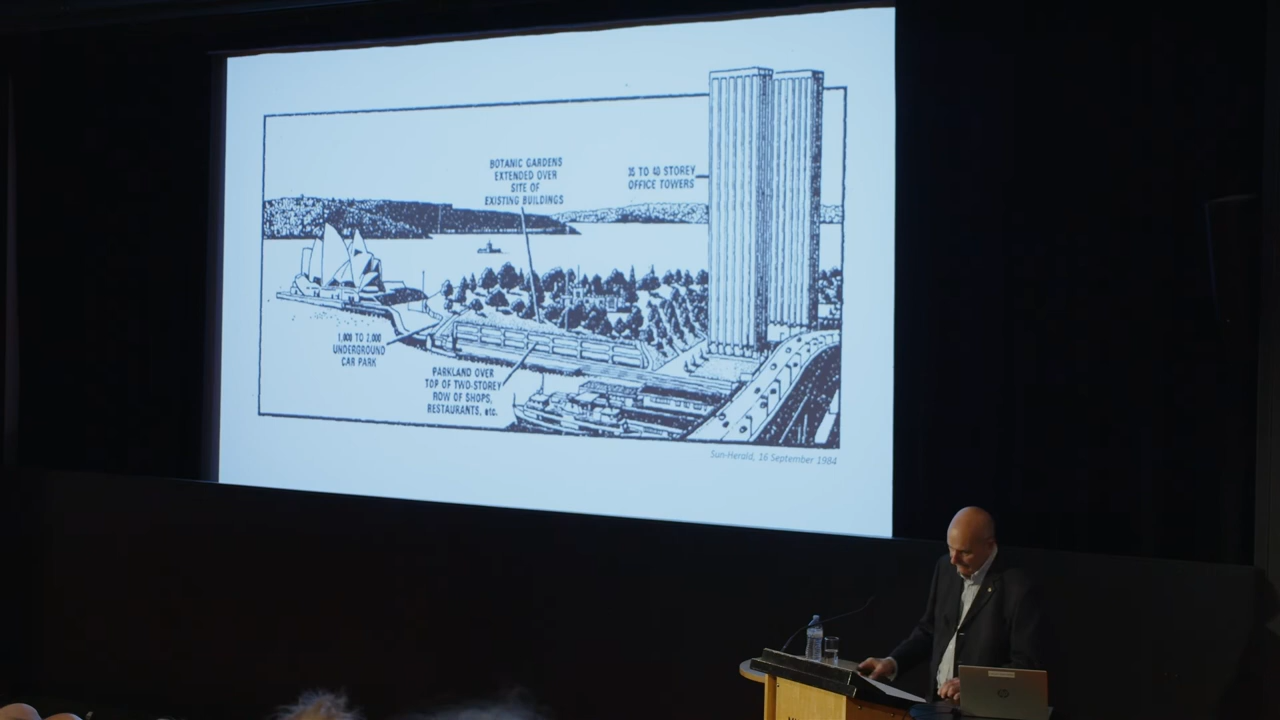 BOTANIC GARDENS
EXTENDED OVER
SITE OF
EXISTING BUILDINGS
35 TO 40 STOREY
OFFICE TOWERS
1,000 TO 2,000
UNDERGROUND
CAR PARK
PARKLAND OVER
TOP OF TWO-STOREY
ROW OF SHOPS,
RESTAURANTS, etc.
Sun-Herald, 16 September 1984
hp